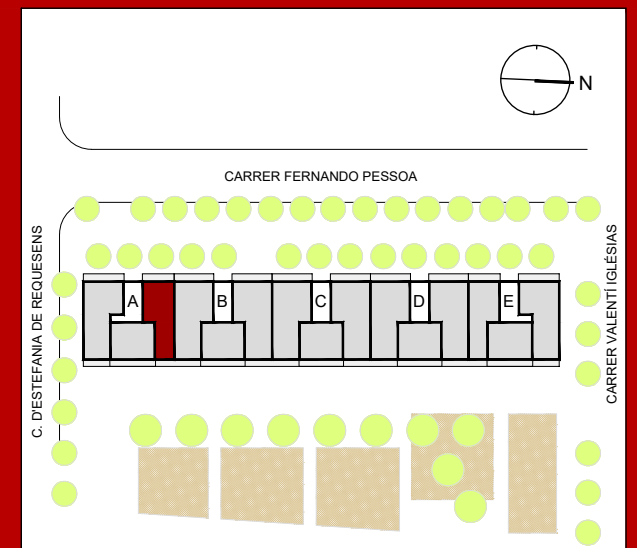 N
CARRER FERNANDO PESSOA
C. D'ESTEFANIA DE REQUESENS
A
B
C
D
E
CARRER VALENTÍ IGLÉSIAS